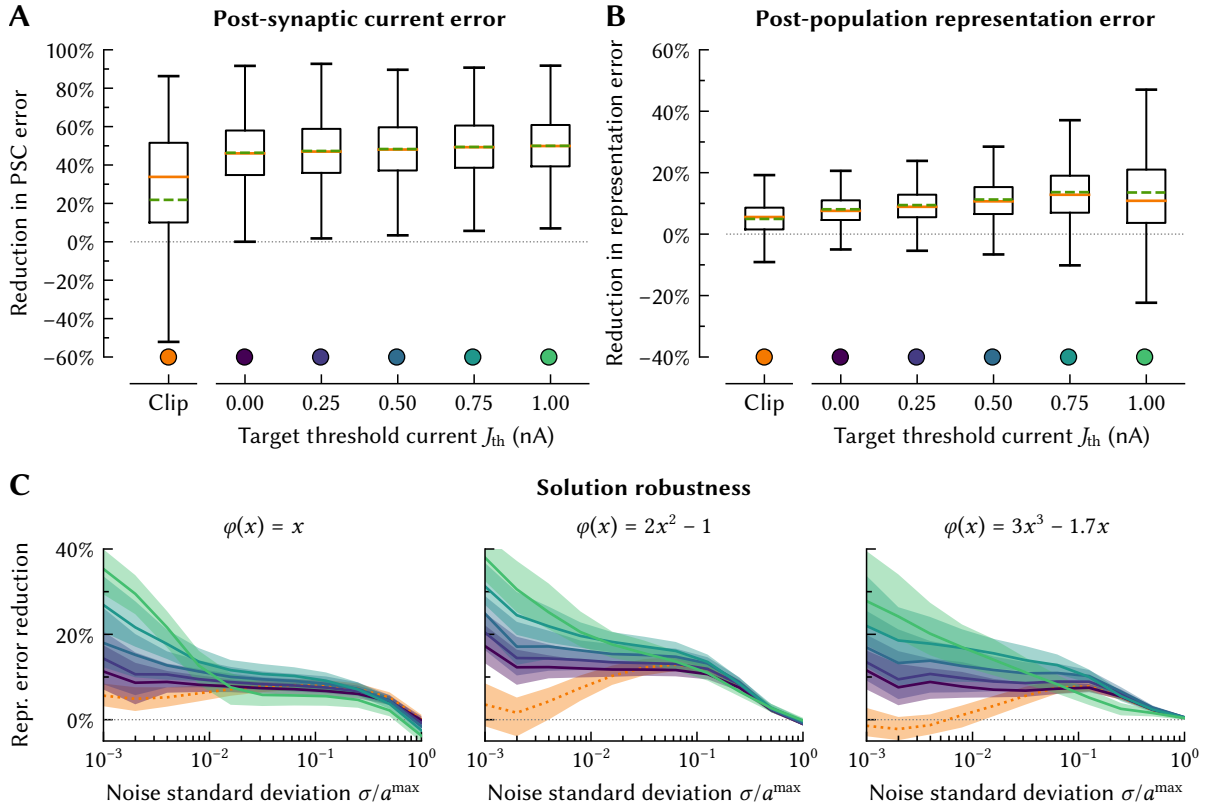 A
Post-synaptic current error
Reduction in PSC error
100%
80%
60%
40%
20%
0%
−20%
−40%
−60%
Clip
0.00
0.25
0.50
0.75
1.00
Target threshold current Jth (nA)
B
Post-population representation error
Reduction in representation error
60%
40%
20%
0%
−20%
−40%
Clip
0.00
0.25
0.50
0.75
1.00
Target threshold current Jth (nA)
C
Solution robustness
Repr. error reduction
φ(x) = x
40%
20%
0%
10⁻³
10⁻²
10⁻¹
10⁰
Noise standard deviation σ/aᵐᵃˣ
φ(x) = 2x² − 1
10⁻³
10⁻²
10⁻¹
10⁰
Noise standard deviation σ/aᵐᵃˣ
φ(x) = 3x³ − 1.7x
10⁻³
10⁻²
10⁻¹
10⁰
Noise standard deviation σ/aᵐᵃˣ